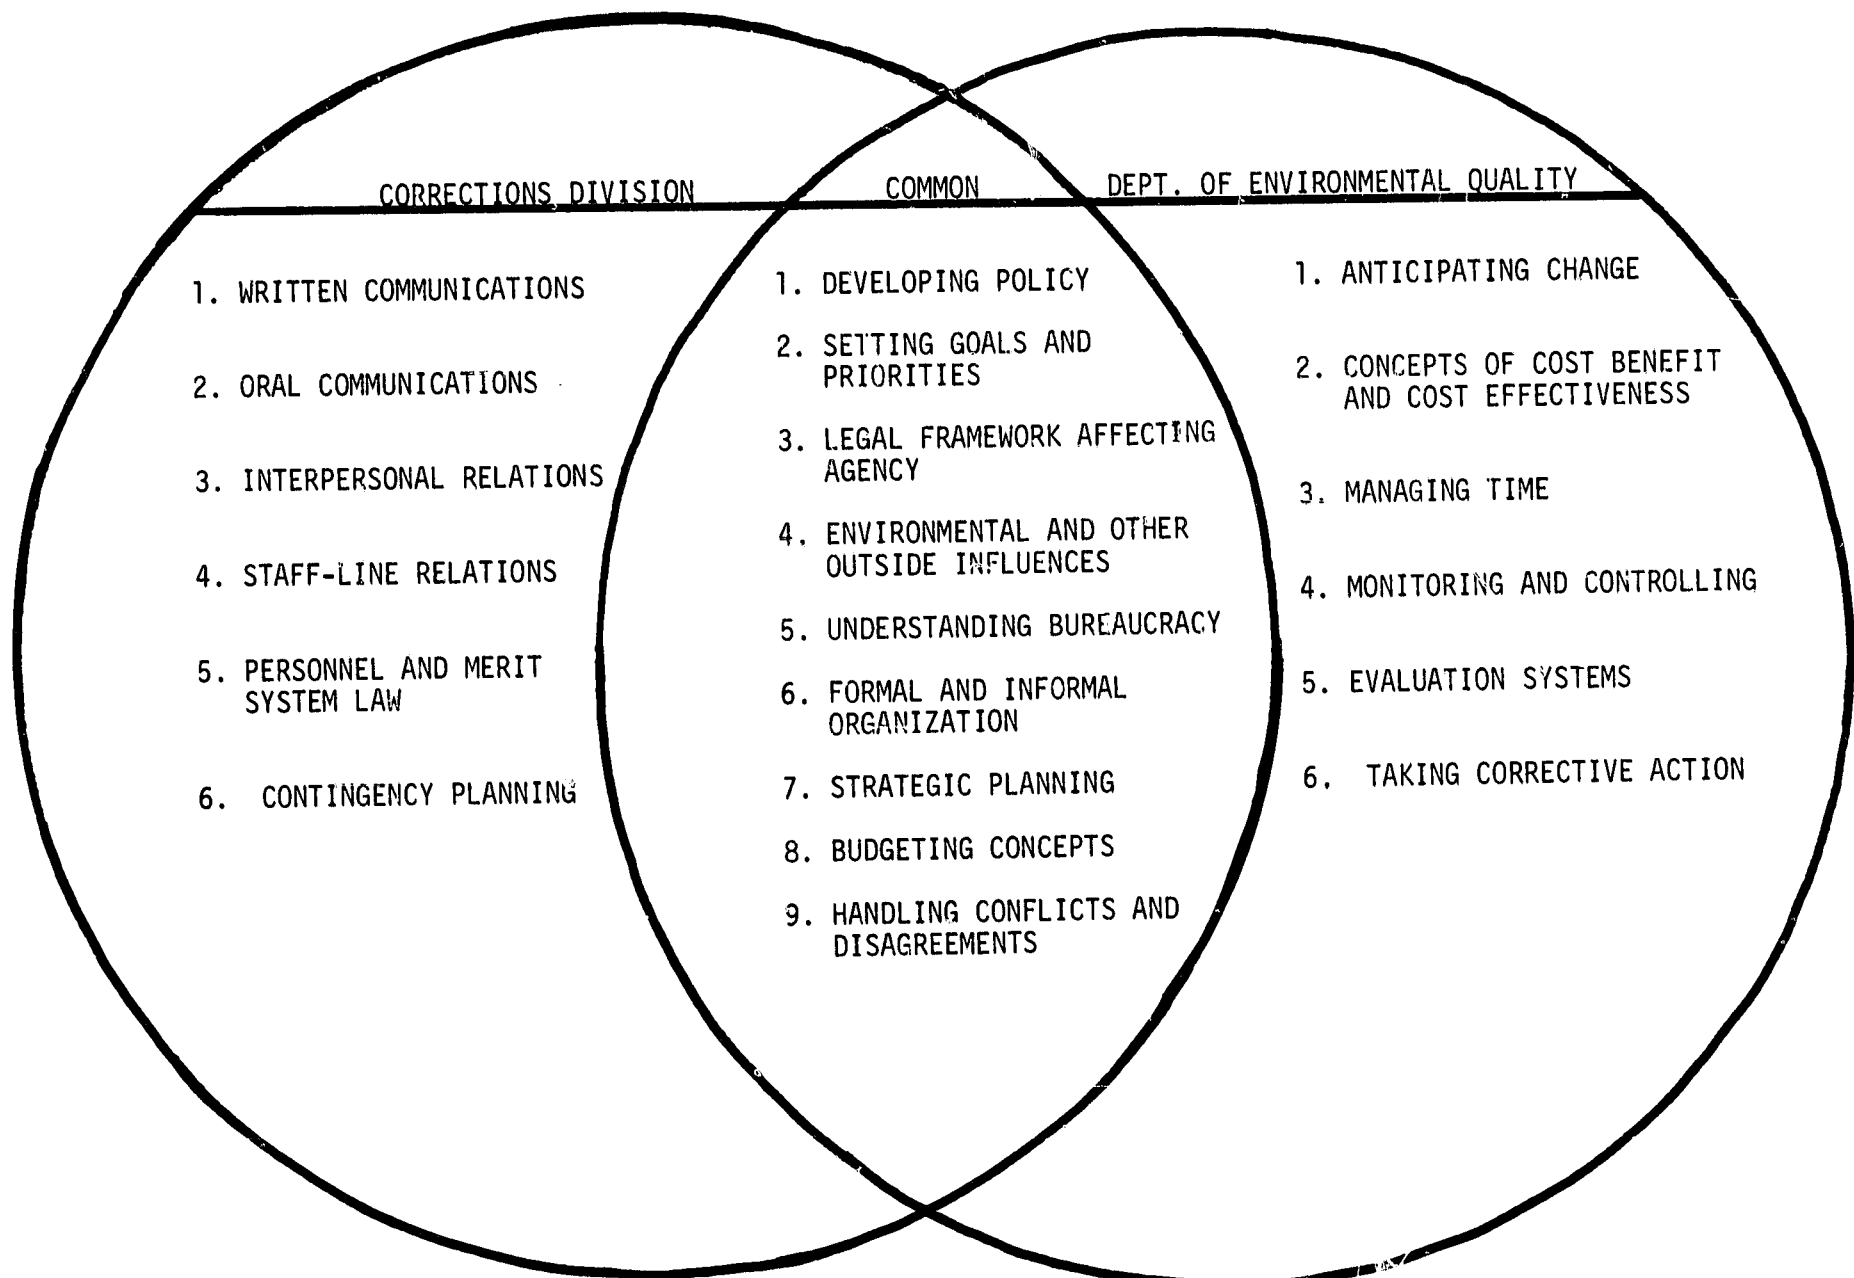 CORRECTIONS DIVISION
1. WRITTEN COMMUNICATIONS
2. ORAL COMMUNICATIONS
3. INTERPERSONAL RELATIONS
4. STAFF-LINE RELATIONS
5. PERSONNEL AND MERIT
SYSTEM LAW
6. CONTINGENCY PLANNING
COMMON
1. DEVELOPING POLICY
2. SETTING GOALS AND
PRIORITIES
3. LEGAL FRAMEWORK AFFECTING
AGENCY
4. ENVIRONMENTAL AND OTHER
OUTSIDE INFLUENCES
5. UNDERSTANDING BUREAUCRACY
6. FORMAL AND INFORMAL
ORGANIZATION
7. STRATEGIC PLANNING
8. BUDGETING CONCEPTS
9. HANDLING CONFLICTS AND
DISAGREEMENTS
DEPT. OF ENVIRONMENTAL QUALITY
1. ANTICIPATING CHANGE
2. CONCEPTS OF COST BENEFIT
AND COST EFFECTIVENESS
3. MANAGING TIME
4. MONITORING AND CONTROLLING
5. EVALUATION SYSTEMS
6. TAKING CORRECTIVE ACTION